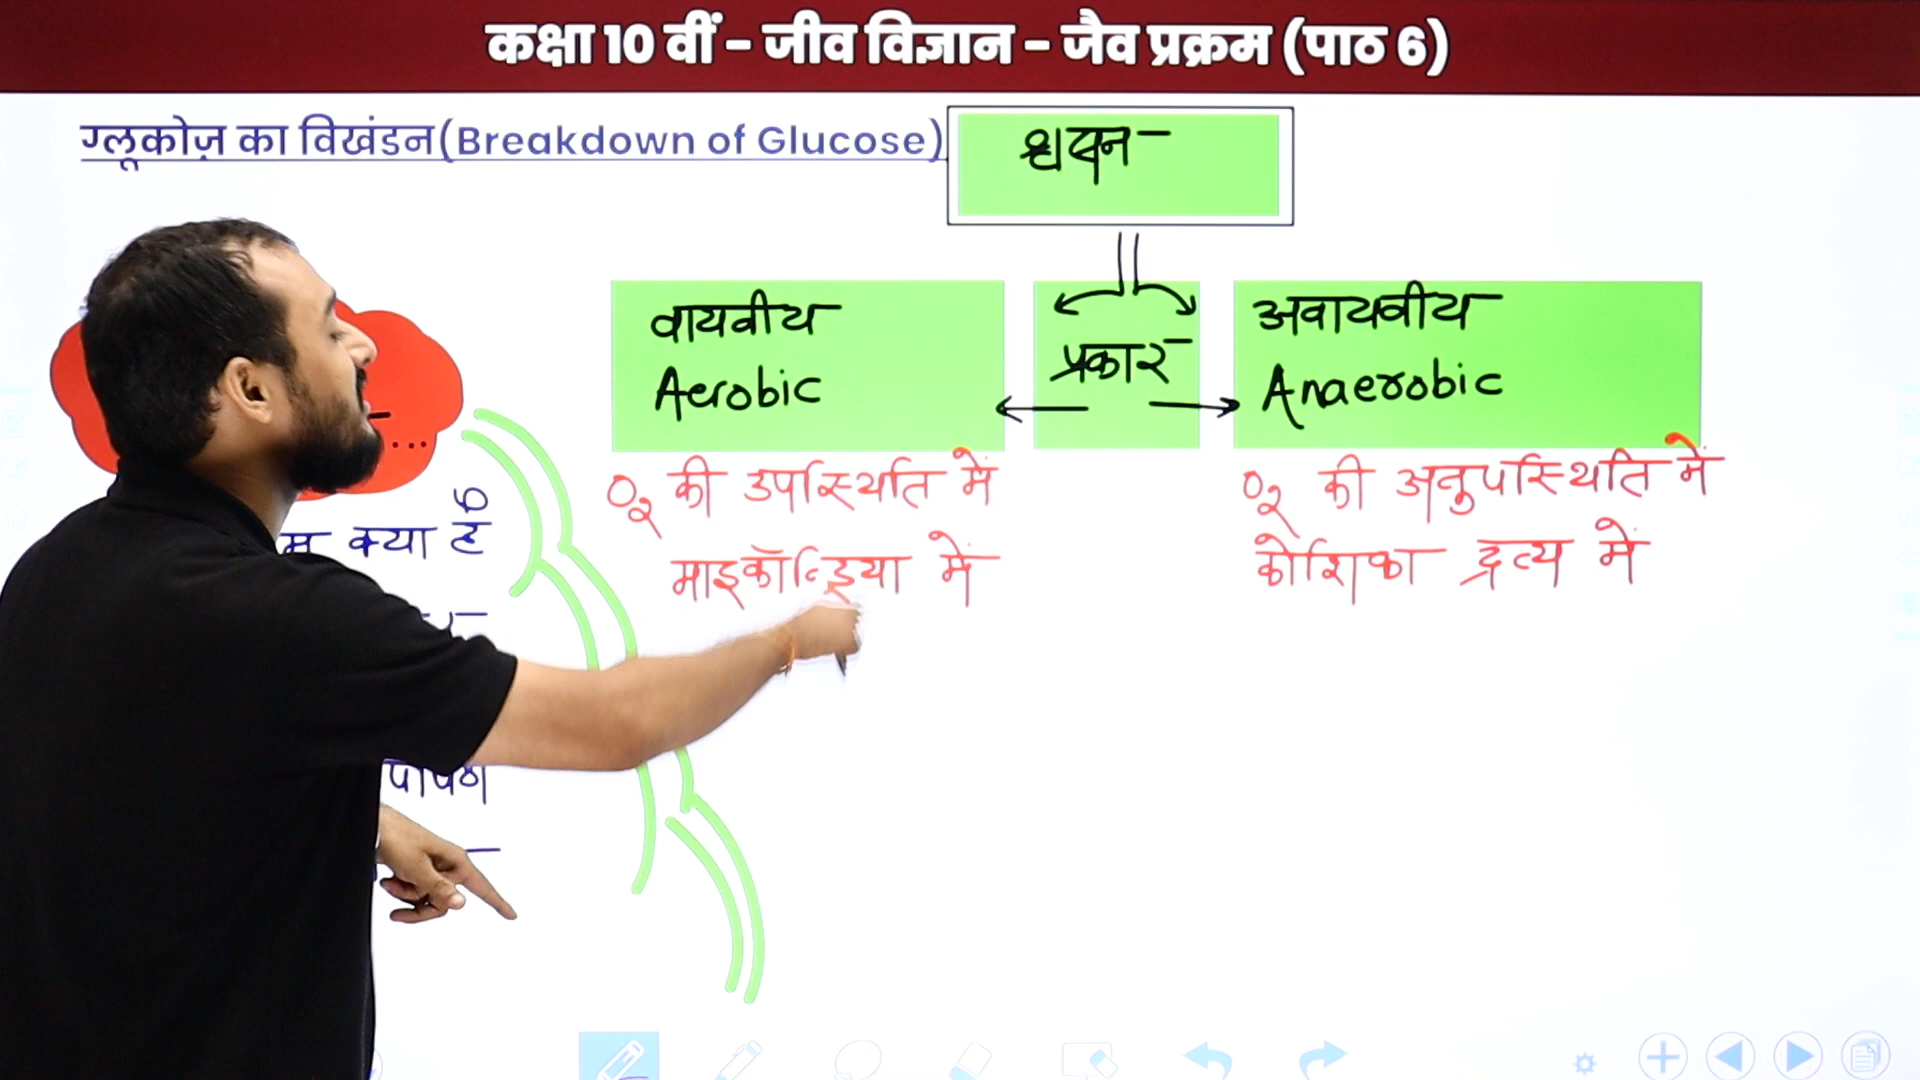 कक्षा 10 वीं - जीव विज्ञान - जैव प्रक्रम (पाठ 6)
ग्लूकोज़ का विखंडन(Breakdown of Glucose)
श्वसन
वायवीय
Aerobic
प्रकार
अवायवीय
Anaerobic
O2 की उपस्थिति में
माइकॉन्ड्रिया में
O2 की अनुपस्थिति में
कोशिका द्रव्य में
क्या है